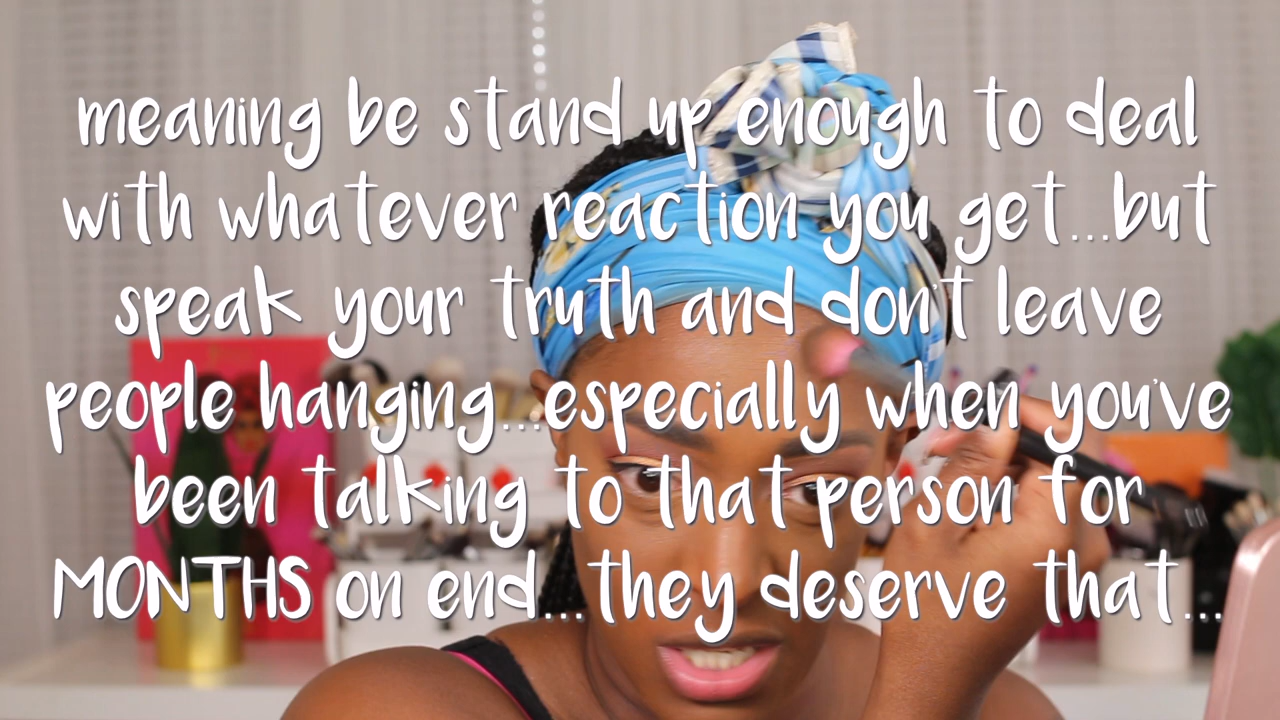 meaning be stand up enough to deal
with whatever reaction you get...but
speak your truth and don't leave
people hanging...especially when you've
been talking to that person for
MONTHS on end...they deserve that...